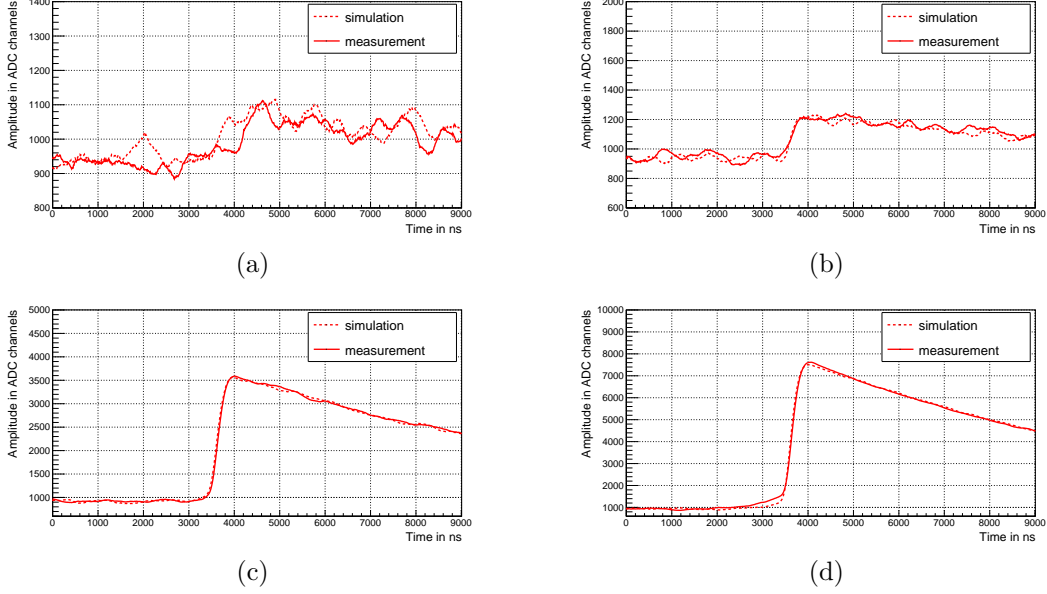 Amplitude in ADC channels
1400
1300
1200
1100
1000
900
800
0 1000 2000 3000 4000 5000 6000 7000 8000 9000
Time in ns
simulation
measurement
(a)
Amplitude in ADC channels
2000
1800
1600
1400
1200
1000
800
600
0 1000 2000 3000 4000 5000 6000 7000 8000 9000
Time in ns
simulation
measurement
(b)
Amplitude in ADC channels
5000
4500
4000
3500
3000
2500
2000
1500
1000
0 1000 2000 3000 4000 5000 6000 7000 8000 9000
Time in ns
simulation
measurement
(c)
Amplitude in ADC channels
10000
9000
8000
7000
6000
5000
4000
3000
2000
1000
0 1000 2000 3000 4000 5000 6000 7000 8000 9000
Time in ns
simulation
measurement
(d)